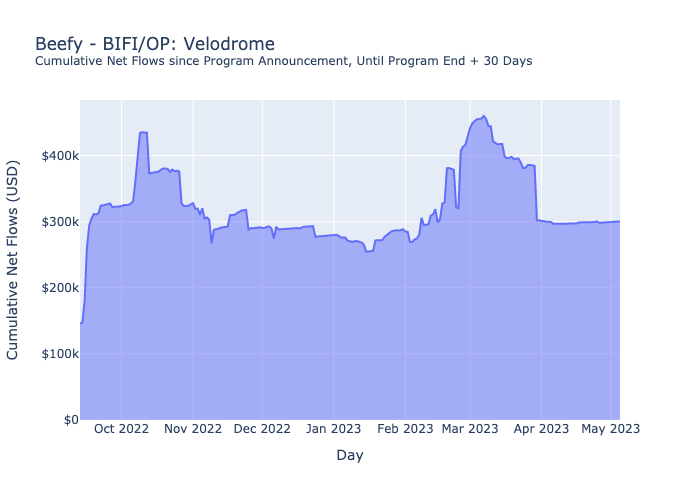 Beefy - BIFI/OP: Velodrome
Cumulative Net Flows since Program Announcement, Until Program End + 30 Days
Cumulative Net Flows (USD)
$400k
$300k
$200k
$100k
$0
Oct 2022 Nov 2022 Dec 2022 Jan 2023 Feb 2023 Mar 2023 Apr 2023 May 2023
Day